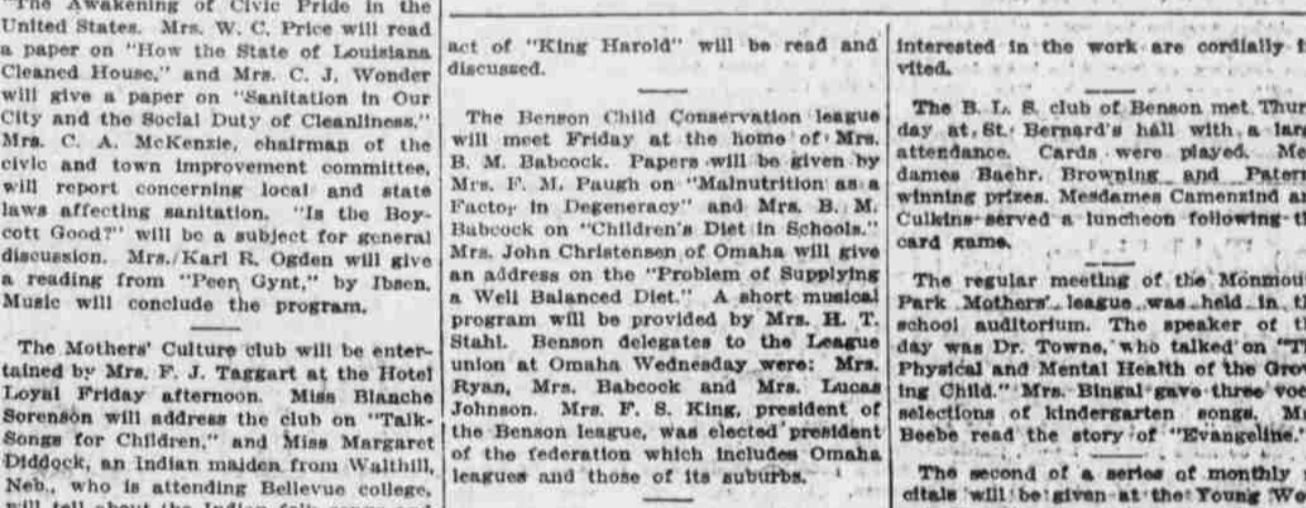 "The Awakening of Civic Pride in the
United States. Mrs. W. C. Price will read
a paper on "How the State of Louisiana
Cleaned House," and Mrs. C. J. Wonder
will give a paper on "Sanitation in Our
City and the Social Duty of Cleanliness."
Mrs. C. A. McKenzie, chairman of the
civic and town improvement committee,
will report concerning local and state
laws affecting sanitation. "Is the Boy-
cott Good?" will be a subject for general
discussion. Mrs. Karl R. Ogden will give
a reading from "Peer Gynt," by Ibsen.
Music will conclude the program.
The Mothers' Culture club will be enter-
tained by Mrs. F. J. Taggart at the Hotel
Loyal Friday afternoon. Miss Blanche
Sorenson will address the club on "Talk-
Songs for Children," and Miss Margaret
Diddock, an Indian maiden from Walthill,
Neb., who is attending Bellevue college,
will tell about the Indian folk songs and
act of "King Harold" will be read and
discussed.
The Benson Child Conservation league
will meet Friday at the home of Mrs.
B. M. Babcock. Papers will be given by
Mrs. F. M. Paugh on "Malnutrition as a
Factor in Degeneracy" and Mrs. B. M.
Babcock on "Children's Diet in Schools."
Mrs. John Christensen of Omaha will give
an address on the "Problem of Supplying
a Well Balanced Diet." A short musical
program will be provided by Mrs. H. T.
Stahl. Benson delegates to the League
union at Omaha Wednesday were: Mrs.
Ryan, Mrs. Babcock and Mrs. Lucas
Johnson. Mrs. F. S. King, president of
the Benson league, was elected president
of the federation which includes Omaha
leagues and those of its suburbs.
interested in the work are cordially i
vited.
The B. L. S. club of Benson met Thur
day at St. Bernard's hall with a lar
attendance. Cards were played. Me
dames Baehr, Browning and Pater
winning prizes. Mesdames Camenzind a
Culkins served a luncheon following t
card game.
The regular meeting of the Monmou
Park Mothers' league was held in t
school auditorium. The speaker of t
day was Dr. Towne, who talked on "T
Physical and Mental Health of the Grow
ing Child." Mrs. Bingal gave three voc
selections of kindergarten songs. M
Beebe read the story of "Evangeline."
The second of a series of monthly
citals will be given at the Young Wo